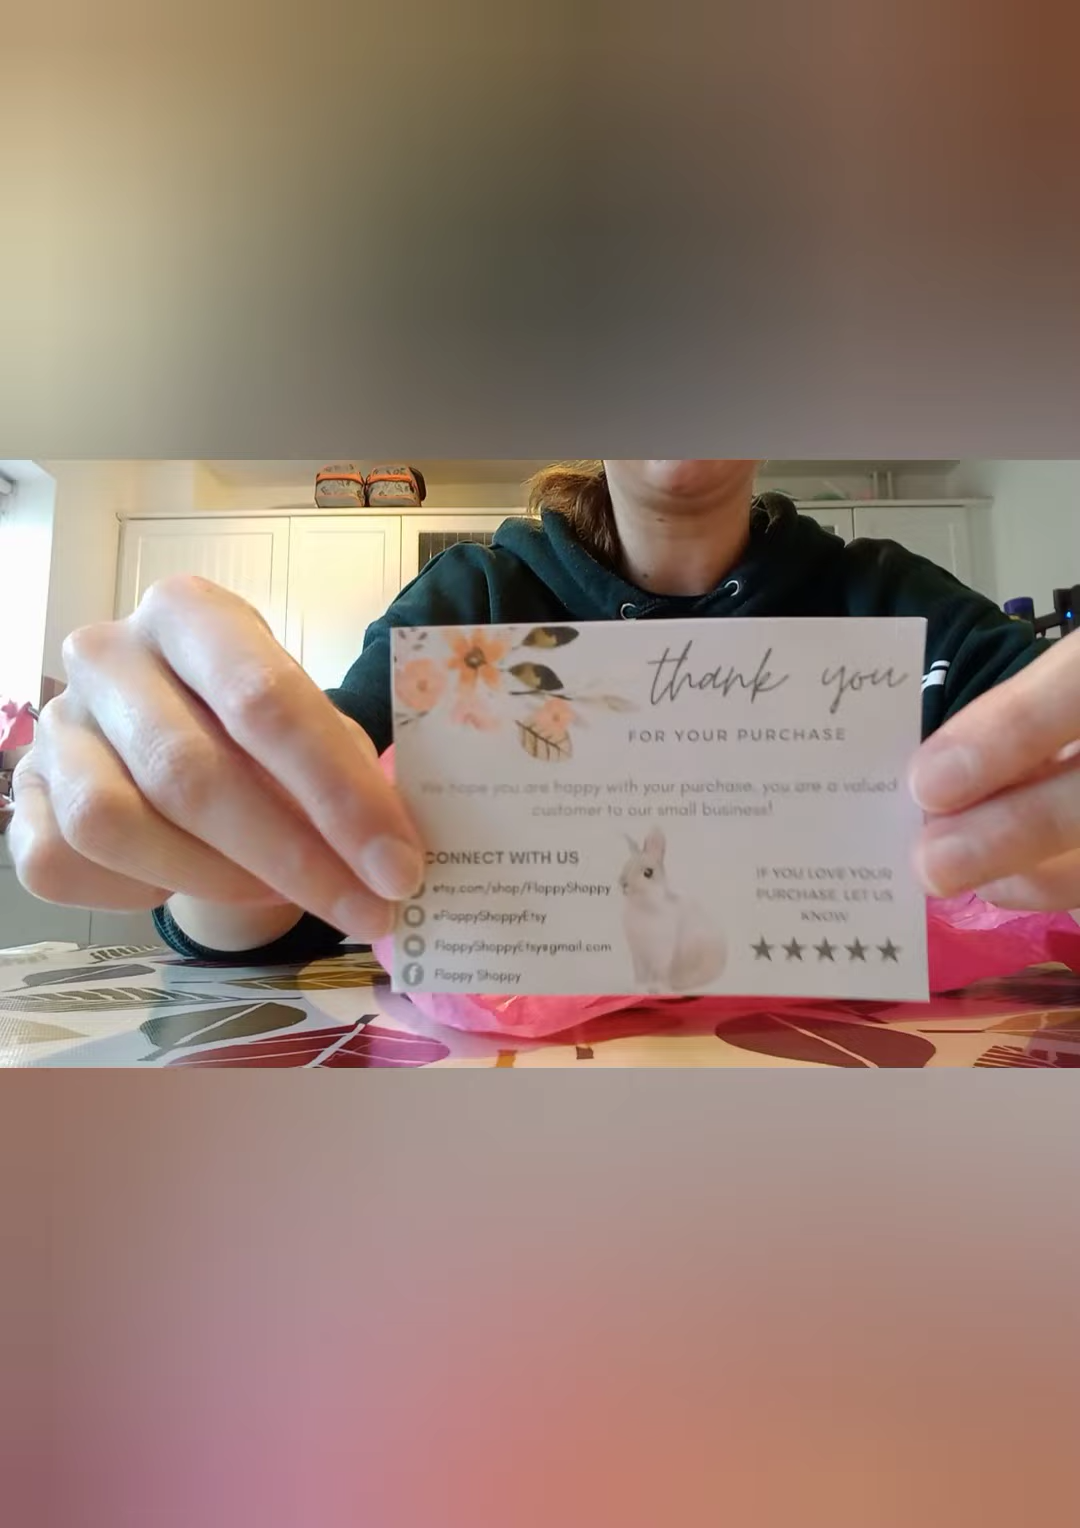 thank you
FOR YOUR PURCHASE
We hope you are happy with your purchase, you are a valued
customer to our small business!
CONNECT WITH US
etsy.com/shop/FloppyShoppy
@FloppyShoppyEtsy
FloppyShoppyEtsy@gmail.com
Floppy Shoppy
IF YOU LOVE YOUR
PURCHASE, LET US
KNOW